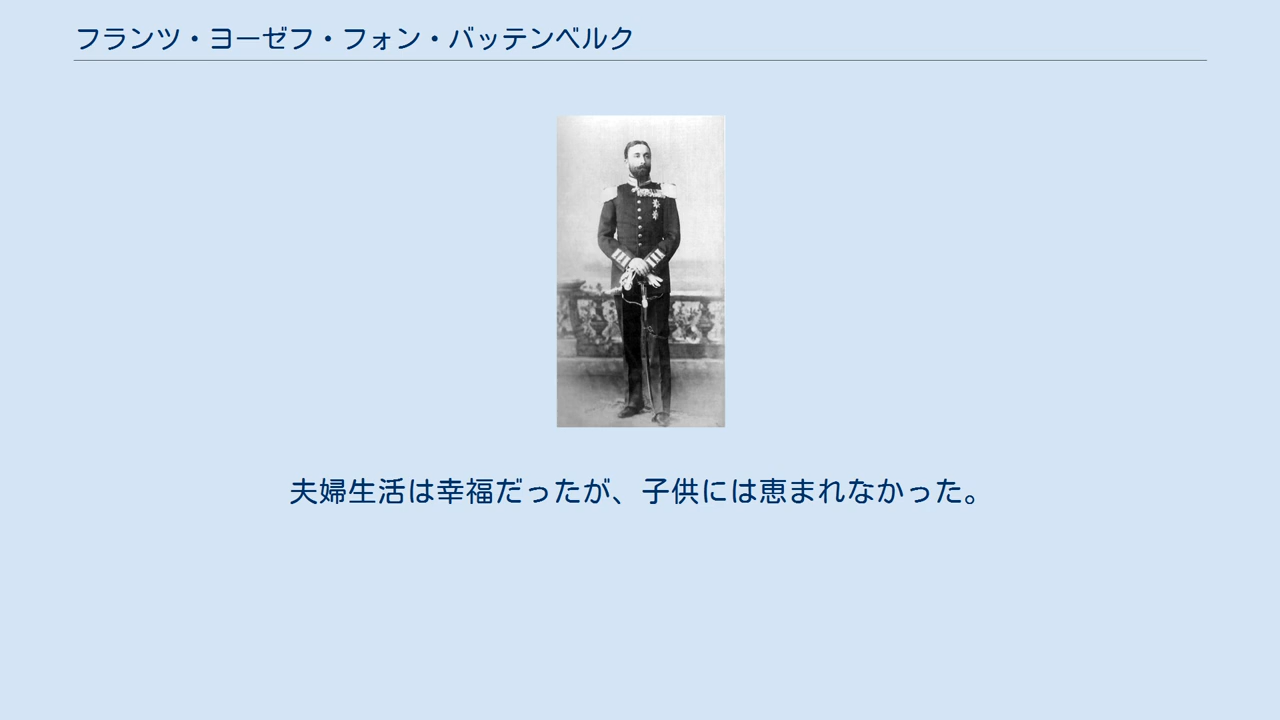 フランツ・ヨーゼフ・フォン・バッテンベルク
夫婦生活は幸福だったが、子供には恵まれなかった。